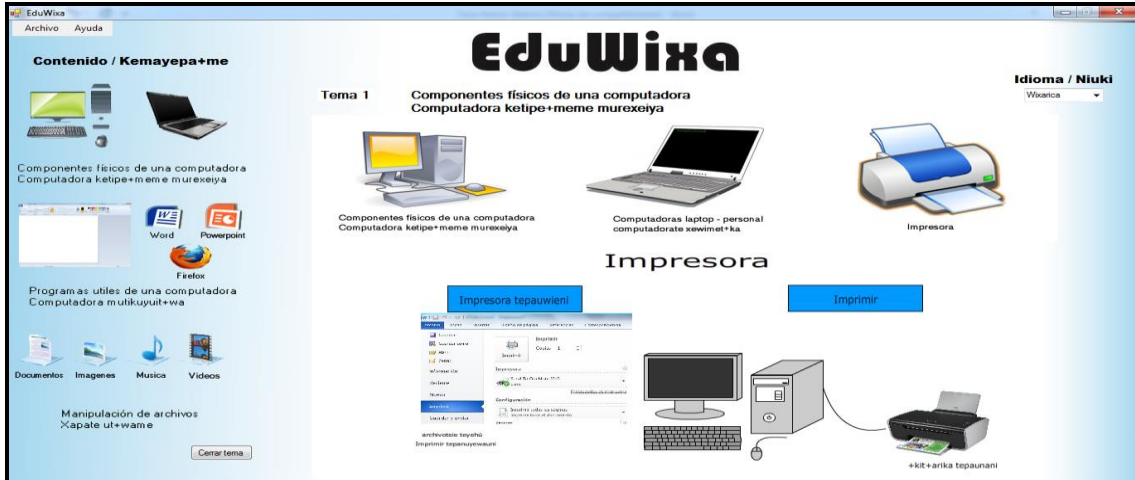 EduWixa
Archivo Ayuda
EduWixa
Contenido / Kemayepa+me
Componentes físicos de una computadora
Computadora ketipe+meme murexeiya
Word
Powerpoint
Firefox
Programas utiles de una computadora
Computadora mutikuyuit+wa
Documentos
Imagenes
Musica
Videos
Manipulación de archivos
Xapate ut+wame
Cerrar tema
Idioma / Niuki
Wixarica
Tema 1
Componentes físicos de una computadora
Computadora ketipe+meme murexeiya
Componentes físicos de una computadora
Computadora ketipe+meme murexeiya
Computadoras laptop - personal
computadorate xewimet+ka
Impresora
Impresora
Impresora tepauwieni
Imprimir
Imprimir
Imprimir
Impresora
Configuración
archivotsie teyehü
Imprimir tepanuyewauni
+kit+arika tepaunani